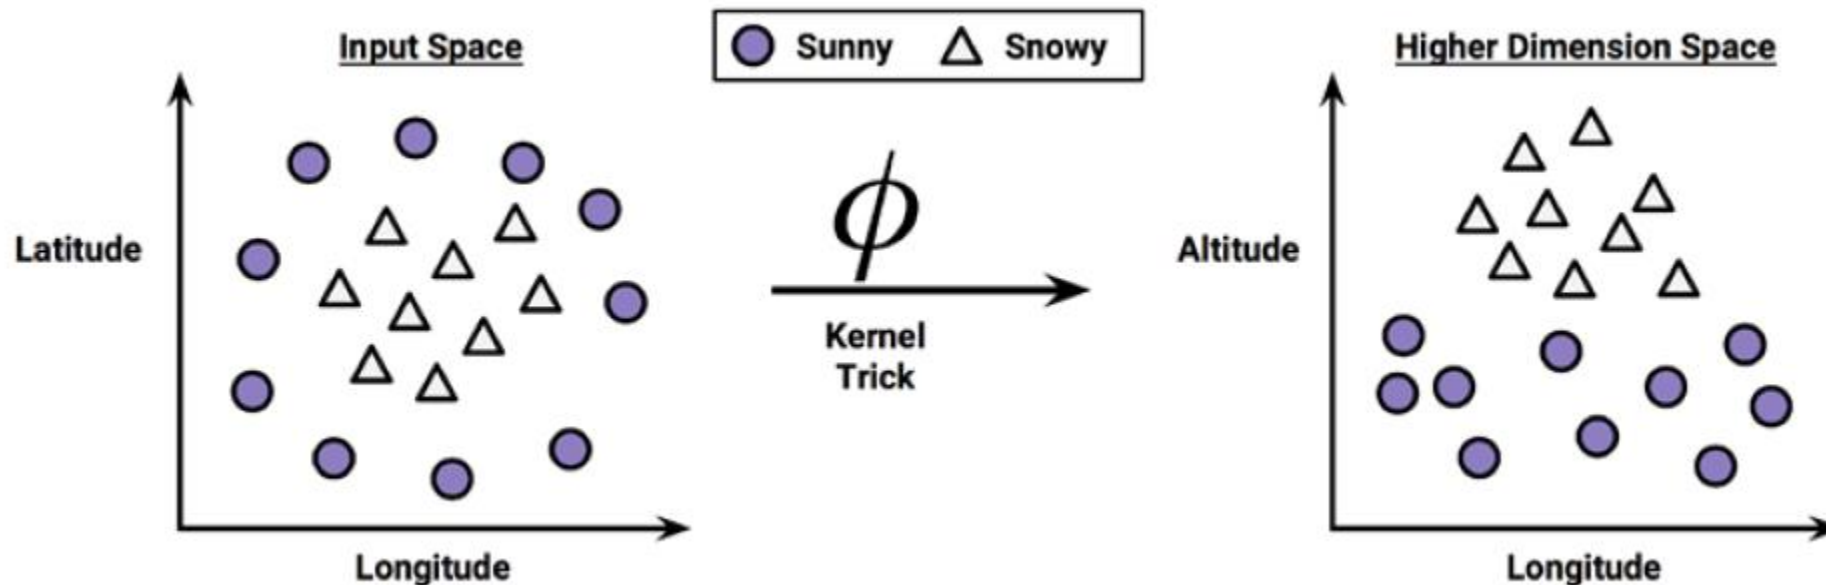 Input Space
Sunny Snowy
Higher Dimension Space
Latitude
Longitude
ϕ
Kernel
Trick
Altitude
Longitude